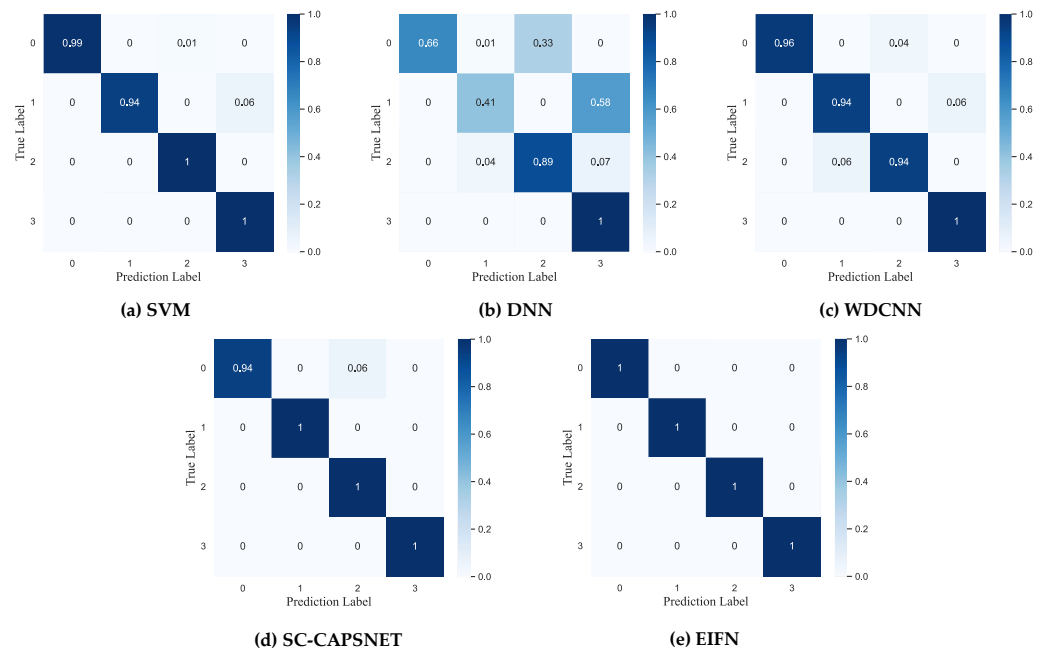 1.0
0 0.99 0 0.01 0
0.8
1 0 0.94 0 0.06
0.6
True Label
0.4
2 0 0 1 0
0.2
3 0 0 0 1
0.0
0 1 2 3
Prediction Label
(a) SVM
1.0
0 0.66 0.01 0.33 0
0.8
1 0 0.41 0 0.58
0.6
True Label
0.4
2 0 0.04 0.89 0.07
0.2
3 0 0 0 1
0.0
0 1 2 3
Prediction Label
(b) DNN
1.0
0 0.96 0 0.04 0
0.8
1 0 0.94 0 0.06
0.6
True Label
0.4
2 0 0.06 0.94 0
0.2
3 0 0 0 1
0.0
0 1 2 3
Prediction Label
(c) WDCNN
1.0
0 0.94 0 0.06 0
0.8
1 0 1 0 0
0.6
True Label
0.4
2 0 0 1 0
0.2
3 0 0 0 1
0.0
0 1 2 3
Prediction Label
(d) SC-CAPSNET
1.0
0 1 0 0 0
0.8
1 0 1 0 0
0.6
True Label
0.4
2 0 0 1 0
0.2
3 0 0 0 1
0.0
0 1 2 3
Prediction Label
(e) EIFN